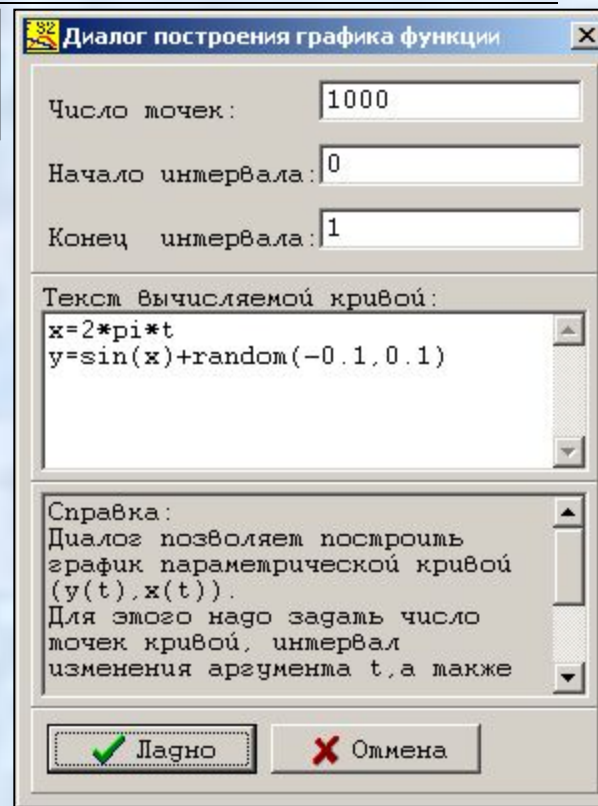 Диалог построения графика функции
Число точек: 1000
Начало интервала: 0
Конец интервала: 1
Текст вычисляемой кривой:
x=2*pi*t
y=sin(x)+random(-0.1,0.1)
Справка:
Диалог позволяет построить
график параметрической кривой
(y(t),x(t)).
Для этого надо задать число
точек кривой, интервал
изменения аргумента t,а также
Ладно Отмена